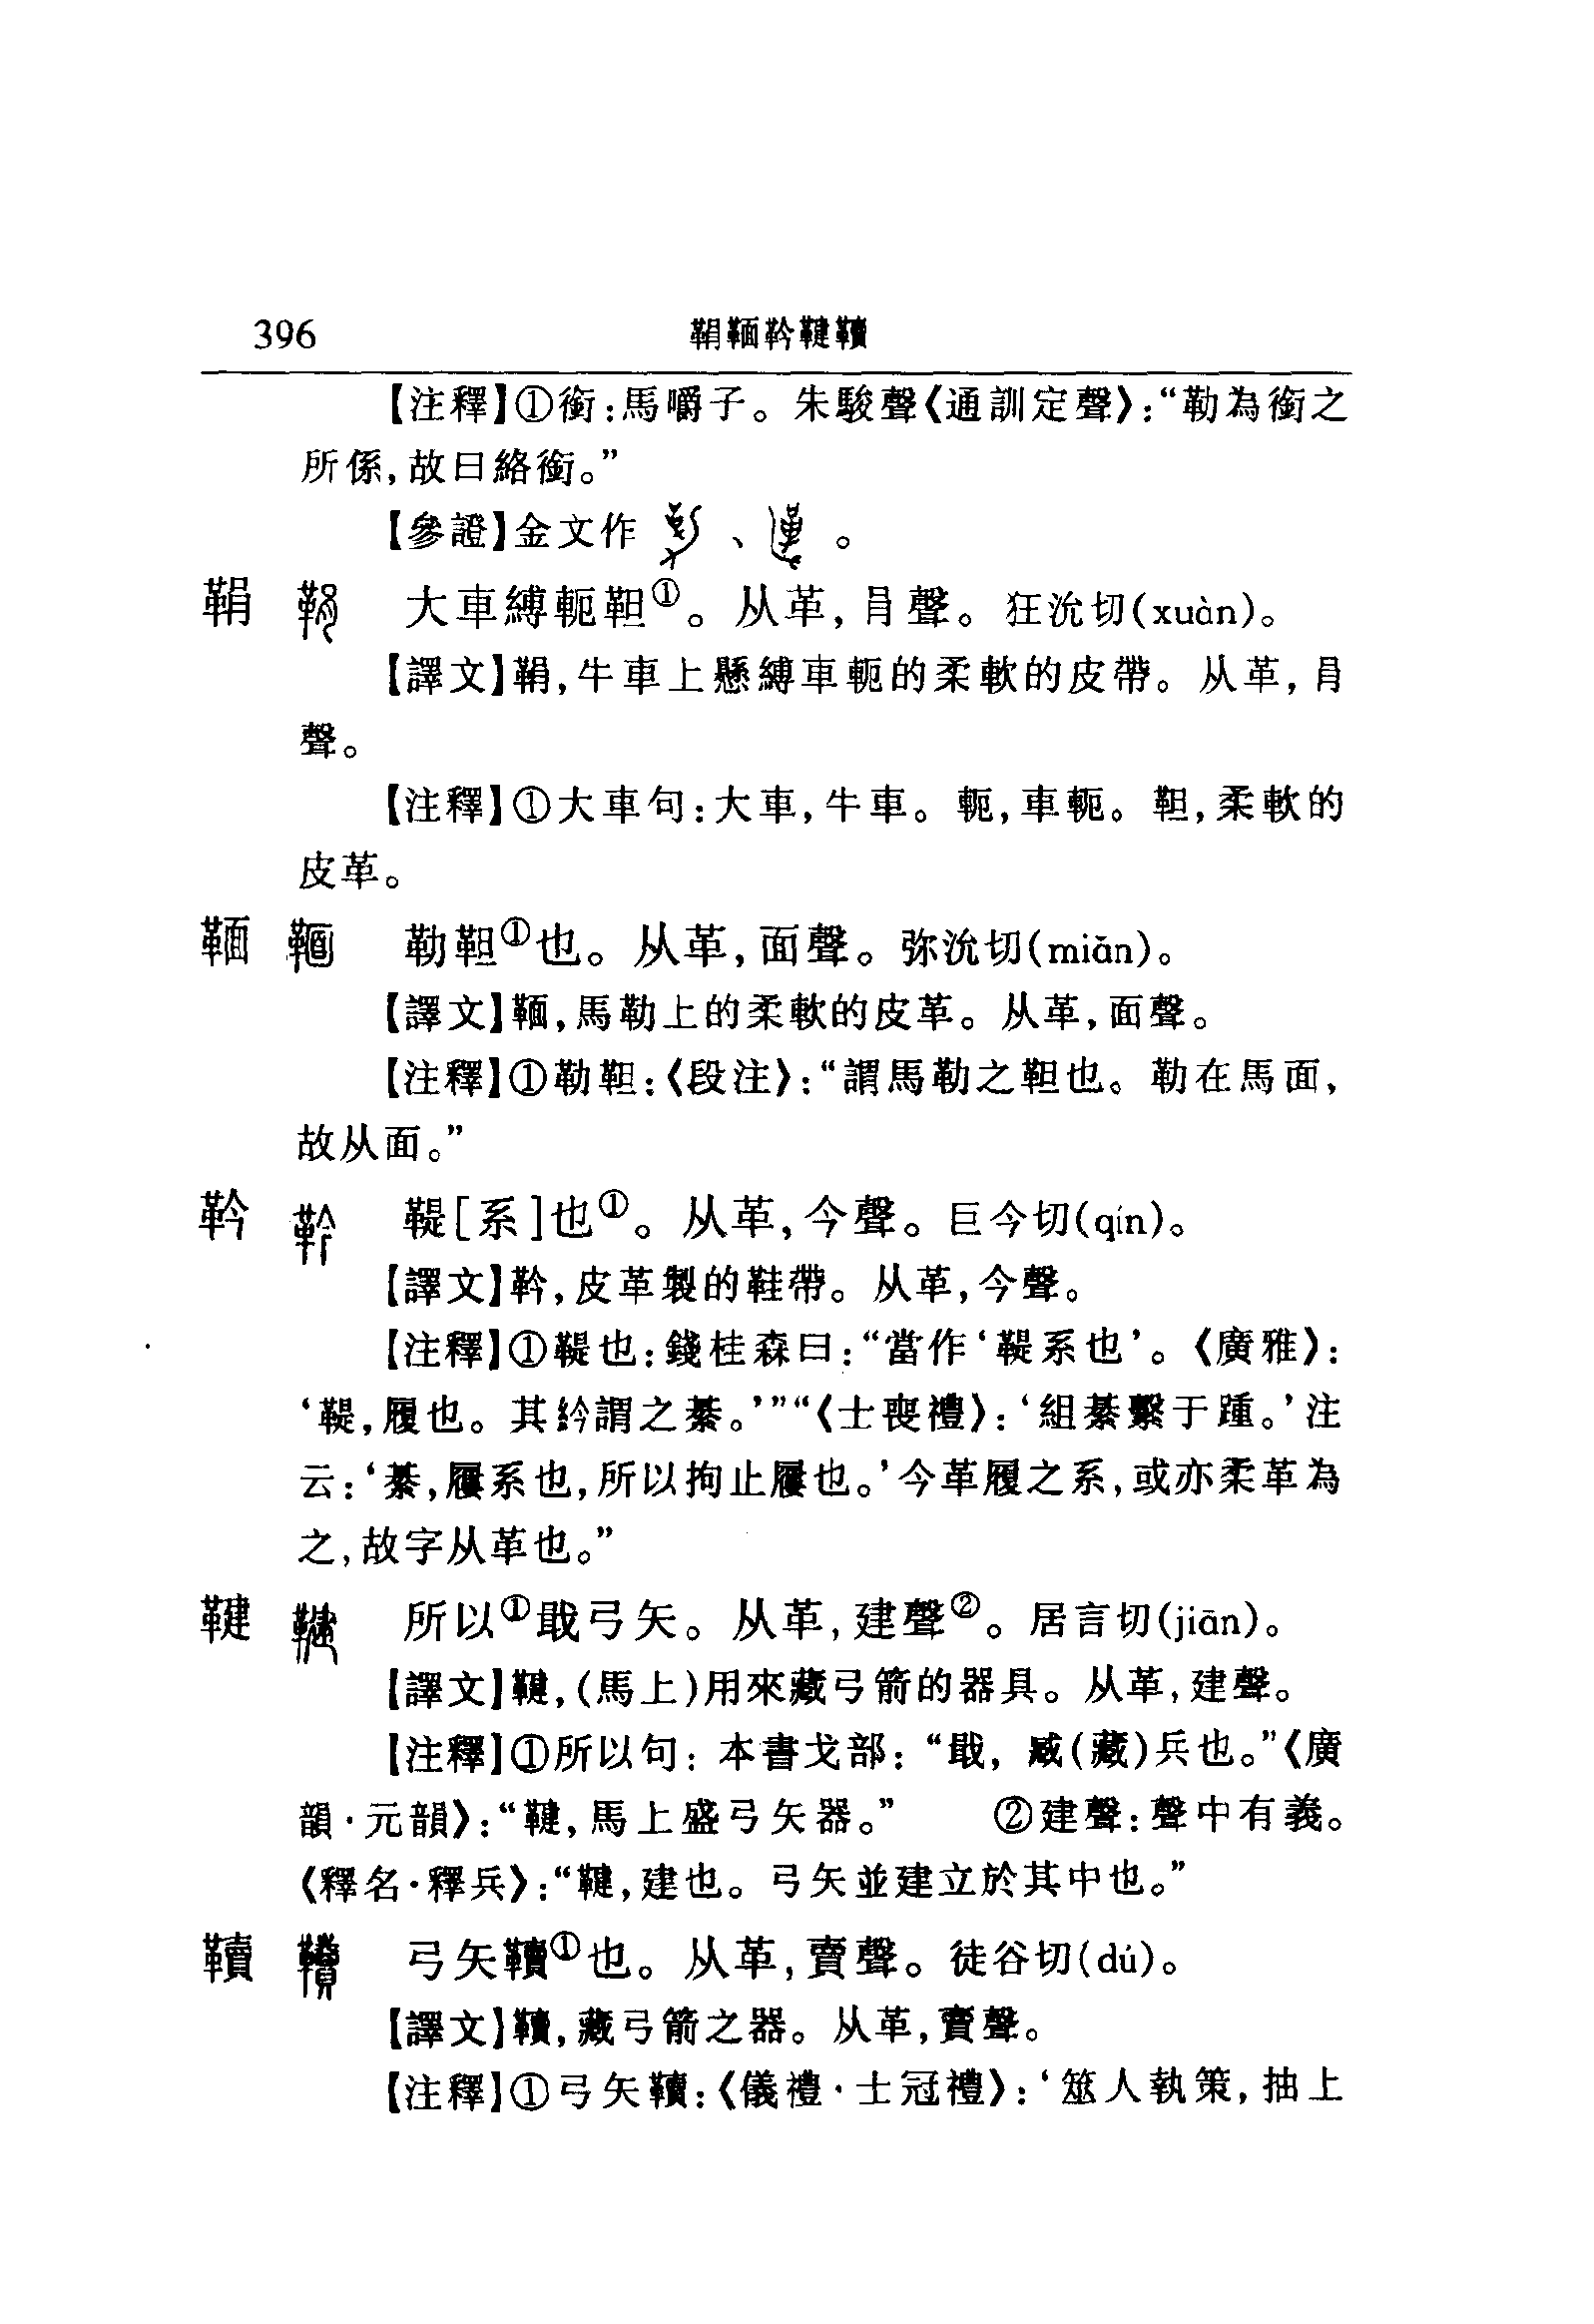 396
鞙鞔靲鞬韇
【注釋】①銜:馬嚼子。朱駿聲《通訓定聲》:“勒為銜之
所係,故曰絡銜。”
【參證】金文作 、 。
鞙 大車縛軛靼①。从革,肙聲。狂沇切(xuàn)。
【譯文】鞙,牛車上懸縛車軛的柔軟的皮帶。从革,肙
聲。
【注釋】①大車句:大車,牛車。軛,車軛。靼,柔軟的
皮革。
䩏 勒靼①也。从革,面聲。弥沇切(miǎn)。
【譯文】䩏,馬勒上的柔軟的皮革。从革,面聲。
【注釋】①勒靼:《段注》:“謂馬勒之靼也。勒在馬面,
故从面。”
靲 鞮[系]也①。从革,今聲。巨今切(qín)。
【譯文】靲,皮革製的鞋帶。从革,今聲。
【注釋】①鞮也:錢桂森曰:“當作‘鞮系也’。《廣雅》:
‘鞮,履也。其紟謂之綦。’”“《士喪禮》:‘組綦繫于踵。’注
云:‘綦,屨系也,所以拘止屨也。’今革履之系,或亦柔革為
之,故字从革也。”
鞬 所以①戢弓矢。从革,建聲②。居言切(jiān)。
【譯文】鞬,(馬上)用來藏弓箭的器具。从革,建聲。
【注釋】①所以句:本書戈部:“戢,臧(藏)兵也。”《廣
韻·元韻》:“鞬,馬上盛弓矢器。” ②建聲:聲中有義。
《釋名·釋兵》:“鞬,建也。弓矢並建立於其中也。”
韇 弓矢韇①也。从革,賣聲。徒谷切(dú)。
【譯文】韇,藏弓箭之器。从革,賣聲。
【注釋】①弓矢韇:《儀禮·士冠禮》:‘筮人執策,抽上